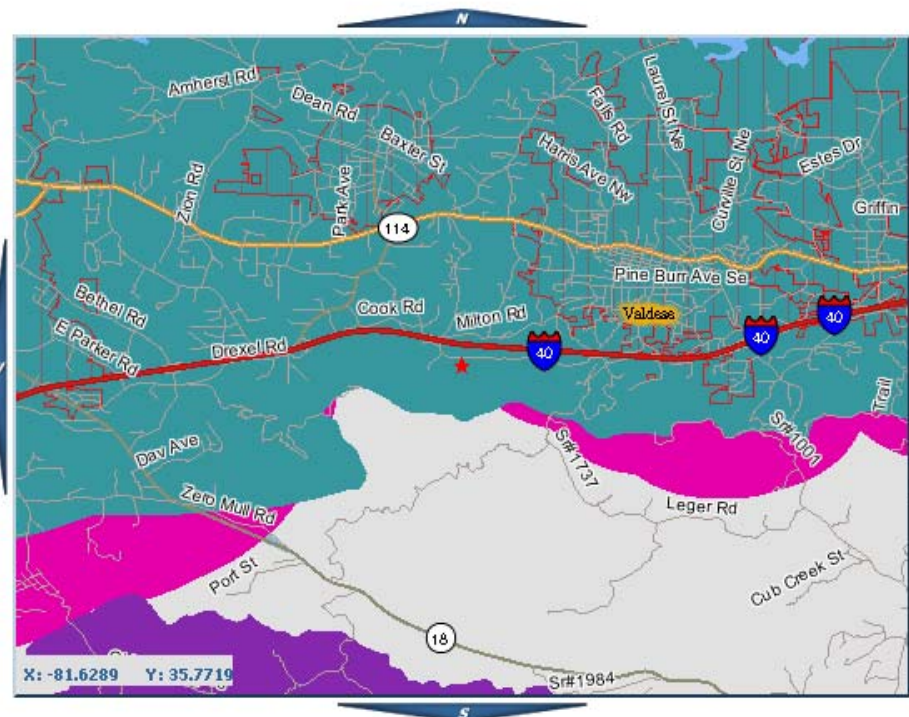 N
Amherst Rd
Dean Rd
Baxter St
Falls Rd
Laurel St Ne
Harris Ave Nw
Curville St Ne
Estes Dr
Zion Rd
Park Ave
Griffin
114
Pine Burr Ave Se
Bethel Rd
Cook Rd
Milton Rd
Valdese
40
40
40
E Parker Rd
Drexel Rd
Trail
Dav Ave
Sr#1737
Sr#1001
Zero Mull Rd
Leger Rd
Port St
Cub Creek St
18
X: -81.6289 Y: 35.7719
Sr#1984
S